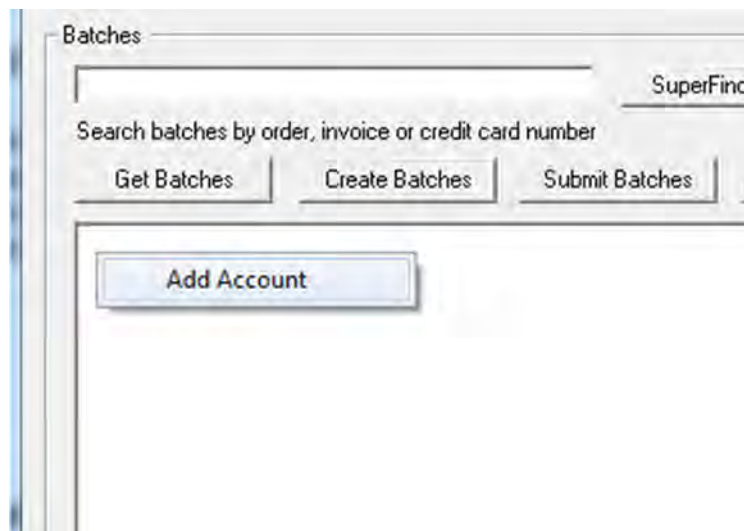 Batches
SuperFind
Search batches by order, invoice or credit card number
Get Batches Create Batches Submit Batches
Add Account